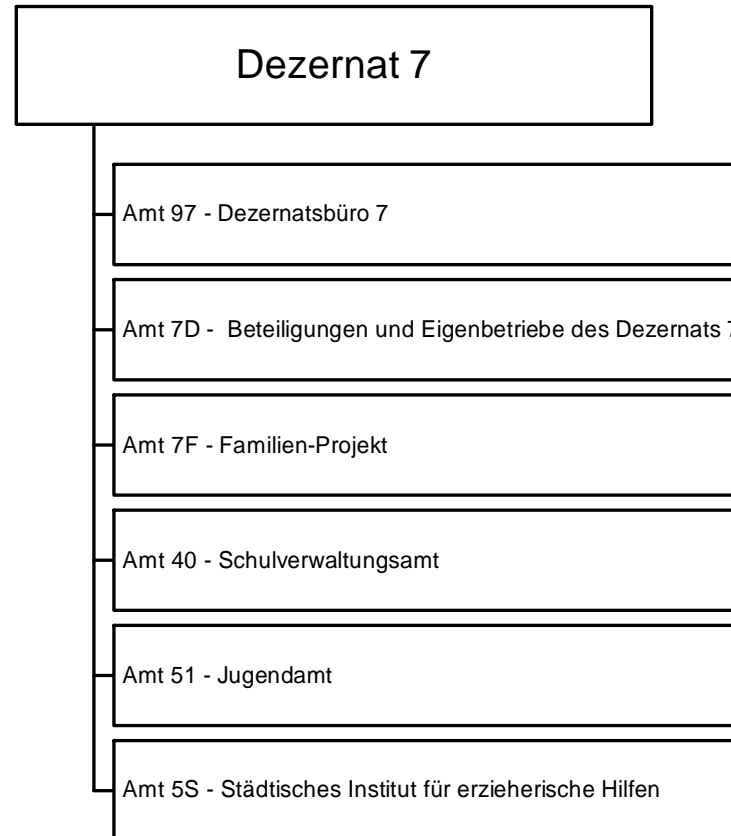 Dezernat 7
Amt 97 - Dezernatsbüro 7
Amt 7D -  Beteiligungen und Eigenbetriebe des Dezernats 7
Amt 7F - Familien-Projekt
Amt 40 - Schulverwaltungsamt
Amt 51 - Jugendamt
Amt 5S - Städtisches Institut für erzieherische Hilfen